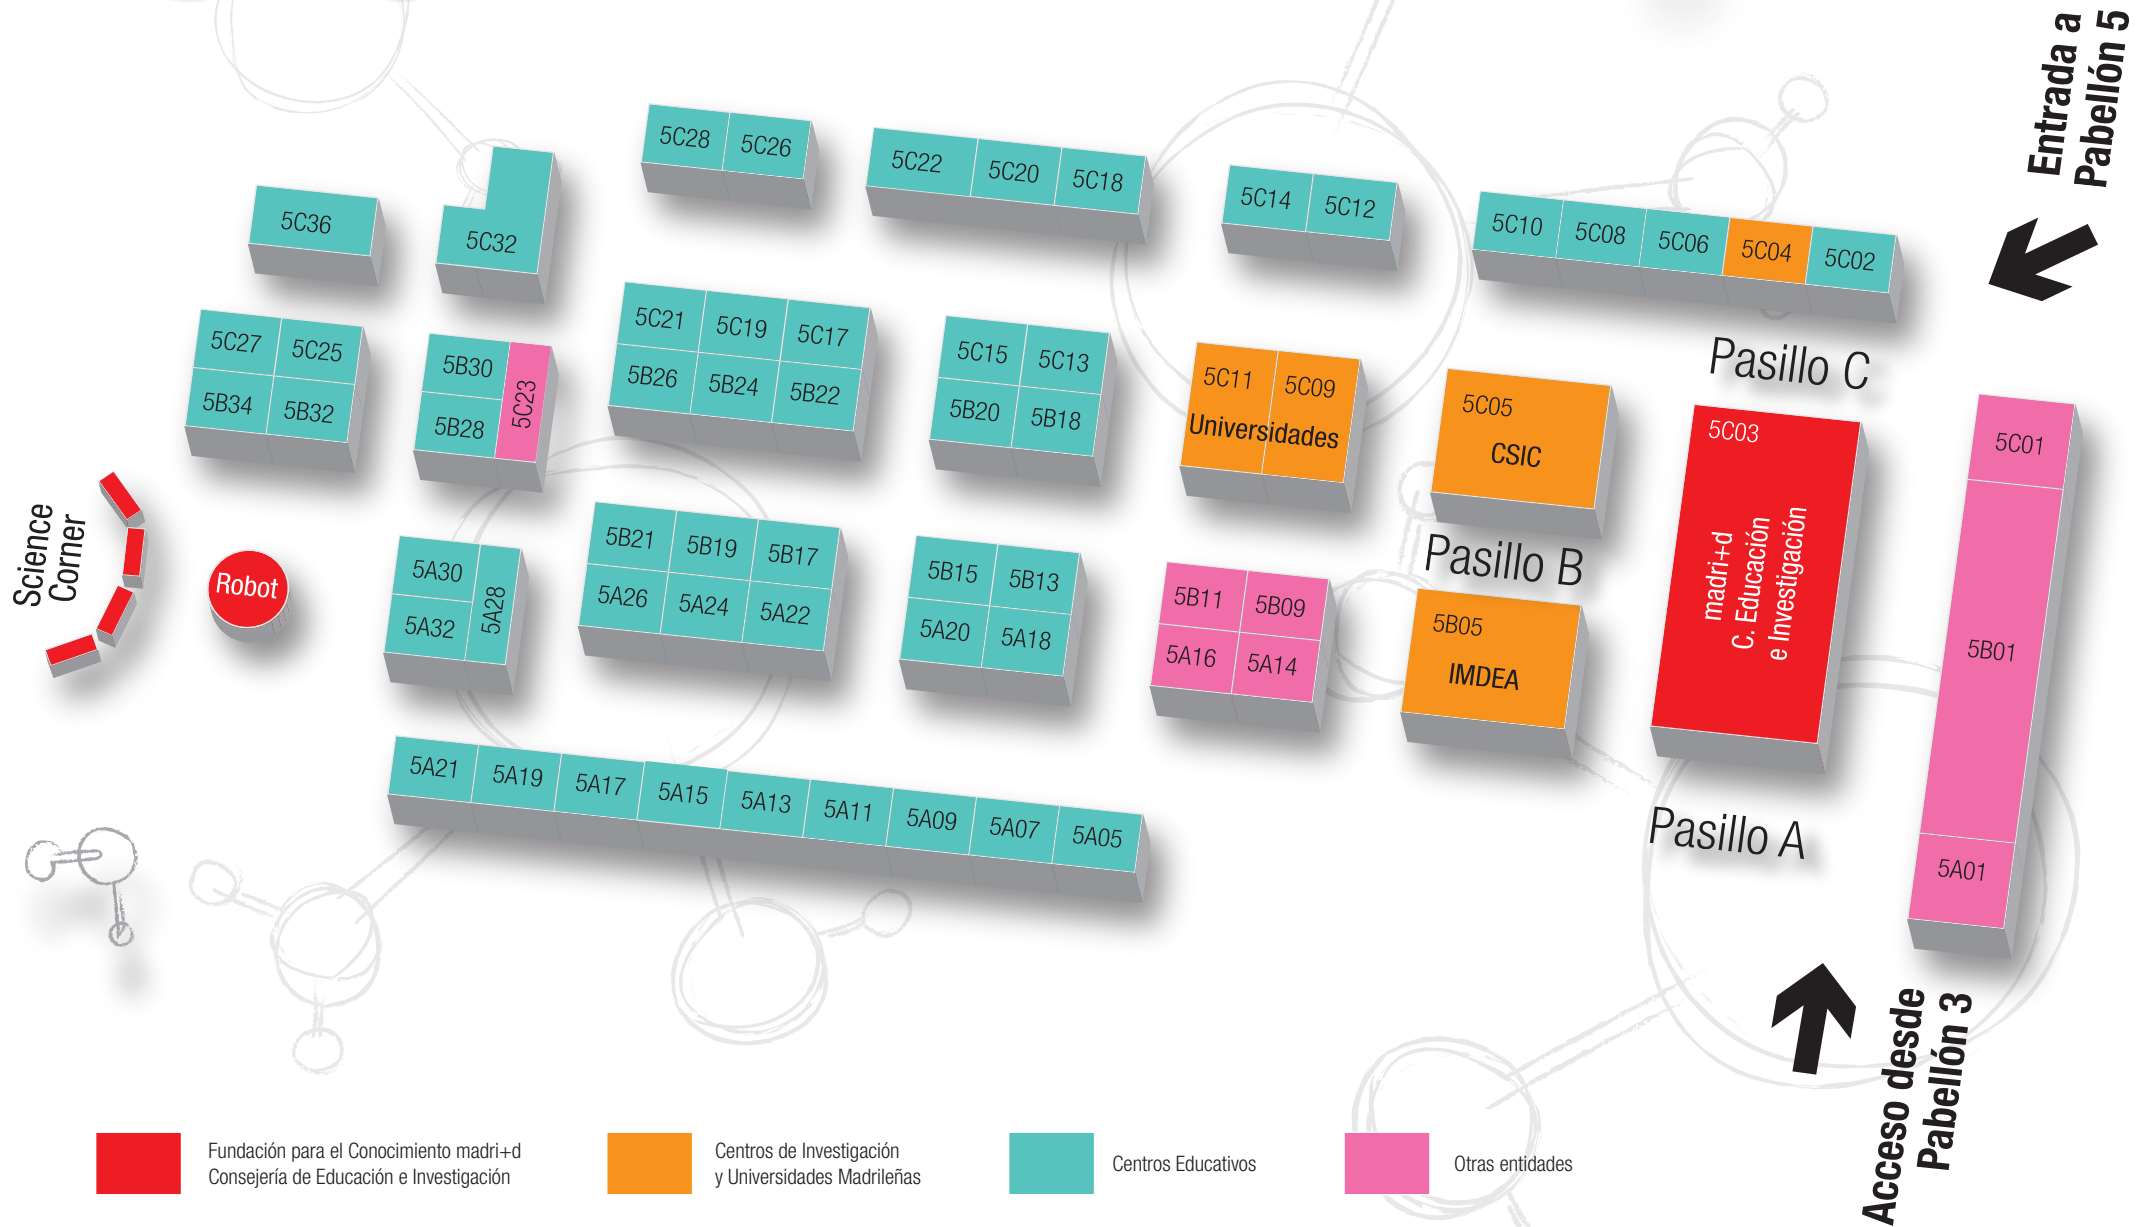 Entrada a
Pabellón 5
5C28
5C26
5C22
5C20
5C18
5C14
5C12
5C10
5C08
5C06
5C04
5C02
5C36
5C32
Pasillo C
5C27
5C25
5B34
5B32
5B30
5B28
5C23
5C21
5C19
5C17
5B26
5B24
5B22
5C15
5C13
5B20
5B18
5C11
5C09
Universidades
5C05
CSIC
5C03
madri+d
C. Educación
e Investigación
5C01
5B01
5A01
Science
Corner
Robot
Pasillo B
5A30
5A32
5A28
5B21
5B19
5B17
5A26
5A24
5A22
5B15
5B13
5A20
5A18
5B11
5B09
5A16
5A14
5B05
IMDEA
Pasillo A
5A21
5A19
5A17
5A15
5A13
5A11
5A09
5A07
5A05
Acceso desde
Pabellón 3
Fundación para el Conocimiento madri+d
Consejería de Educación e Investigación
Centros de Investigación
y Universidades Madrileñas
Centros Educativos
Otras entidades